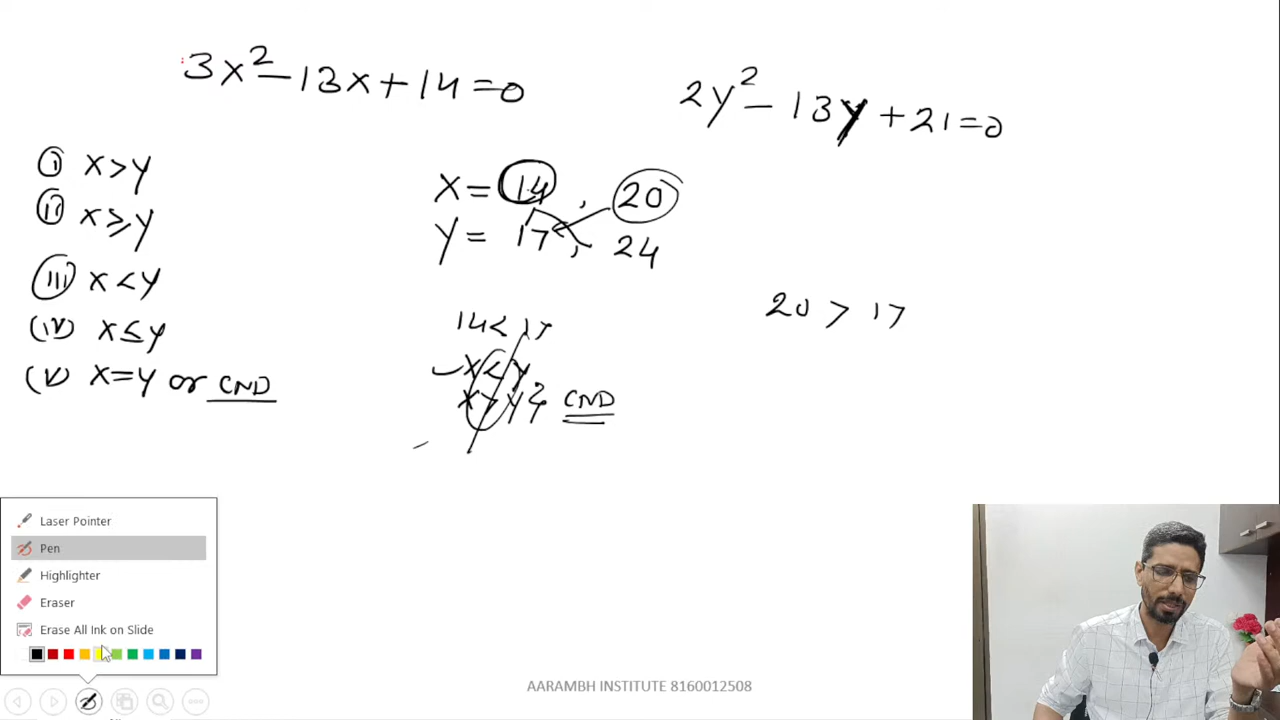 3x² - 13x + 14 = 0
2y² - 13y + 21 = 0
(i) x > y
(ii) x ≥ y
(iii) x < y
(iv) x ≤ y
(v) x = y or CND
x = 14, 20
y = 17, 24
14 < 17
x < y
x > y
CND
20 > 17
Laser Pointer
Pen
Highlighter
Eraser
Erase All Ink on Slide
AARAMBH INSTITUTE 8160012508